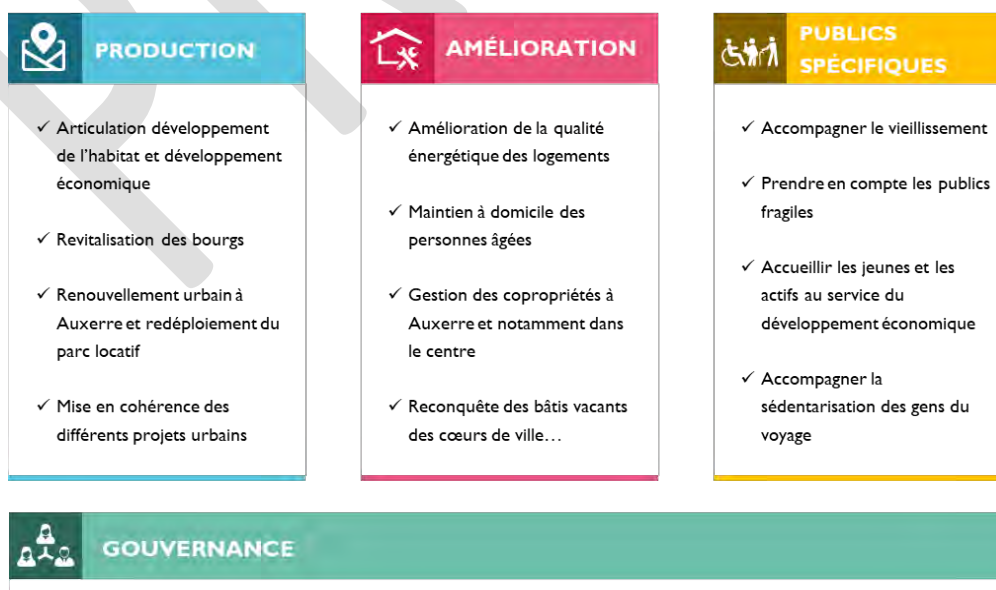 PRODUCTION
✓ Articulation développement
de l'habitat et développement
économique
✓ Revitalisation des bourgs
✓ Renouvellement urbain à
Auxerre et redéploiement du
parc locatif
✓ Mise en cohérence des
différents projets urbains
AMÉLIORATION
✓ Amélioration de la qualité
énergétique des logements
✓ Maintien à domicile des
personnes âgées
✓ Gestion des copropriétés à
Auxerre et notamment dans
le centre
✓ Reconquête des bâtis vacants
des cœurs de ville…
PUBLICS
SPÉCIFIQUES
✓ Accompagner le vieillissement
✓ Prendre en compte les publics
fragiles
✓ Accueillir les jeunes et les
actifs au service du
développement économique
✓ Accompagner la
sédentarisation des gens du
voyage
GOUVERNANCE